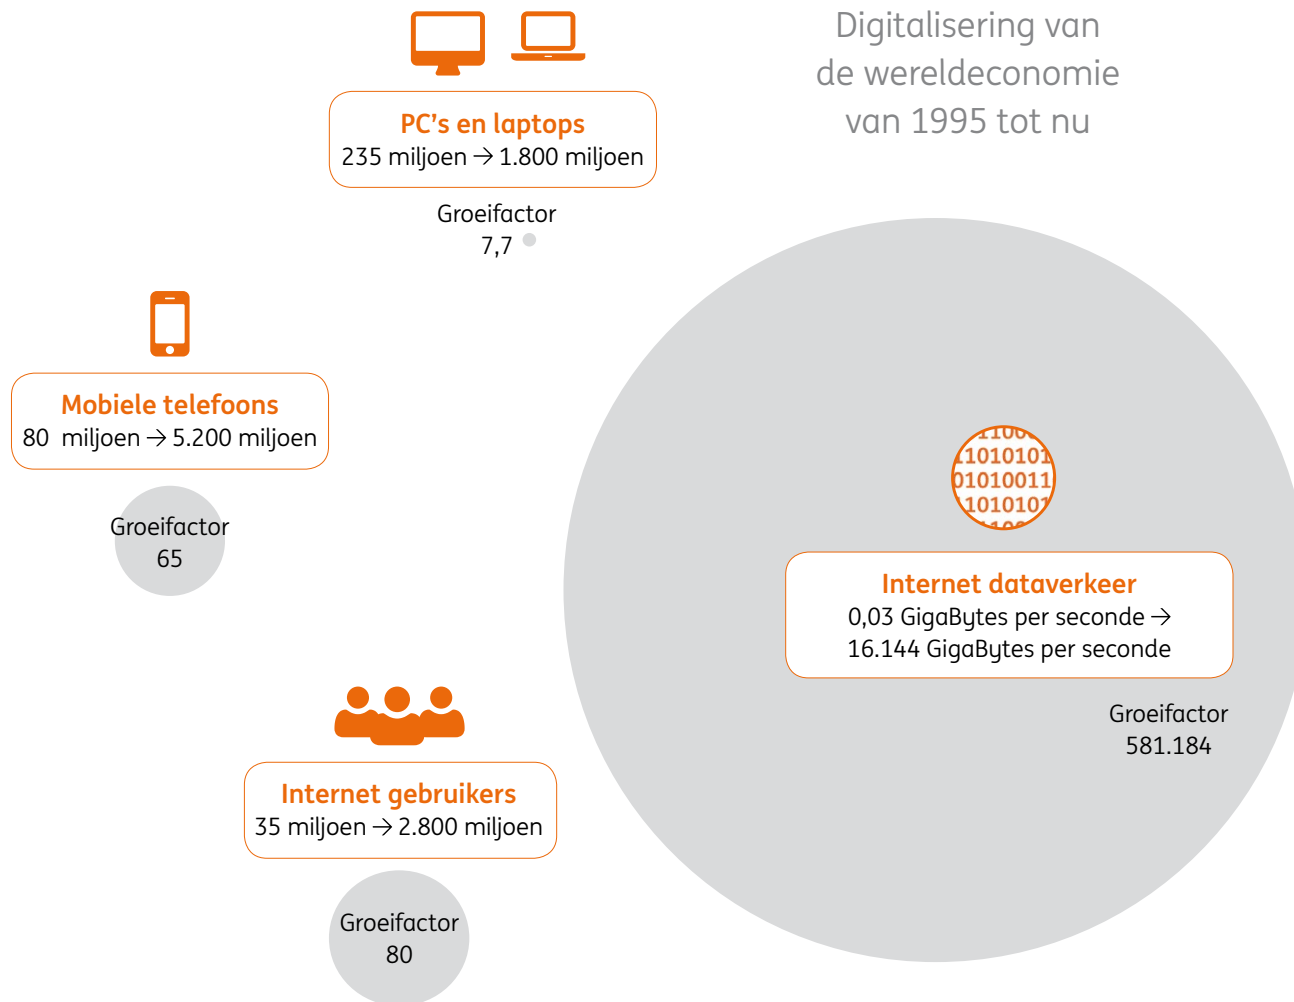 Digitalisering van
de wereldeconomie
van 1995 tot nu
PC's en laptops
235 miljoen → 1.800 miljoen
Groeifactor
7,7
Mobiele telefoons
80 miljoen → 5.200 miljoen
Groeifactor
65
11010101
01010011
11010101
Internet dataverkeer
0,03 GigaBytes per seconde →
16.144 GigaBytes per seconde
Groeifactor
581.184
Internet gebruikers
35 miljoen → 2.800 miljoen
Groeifactor
80